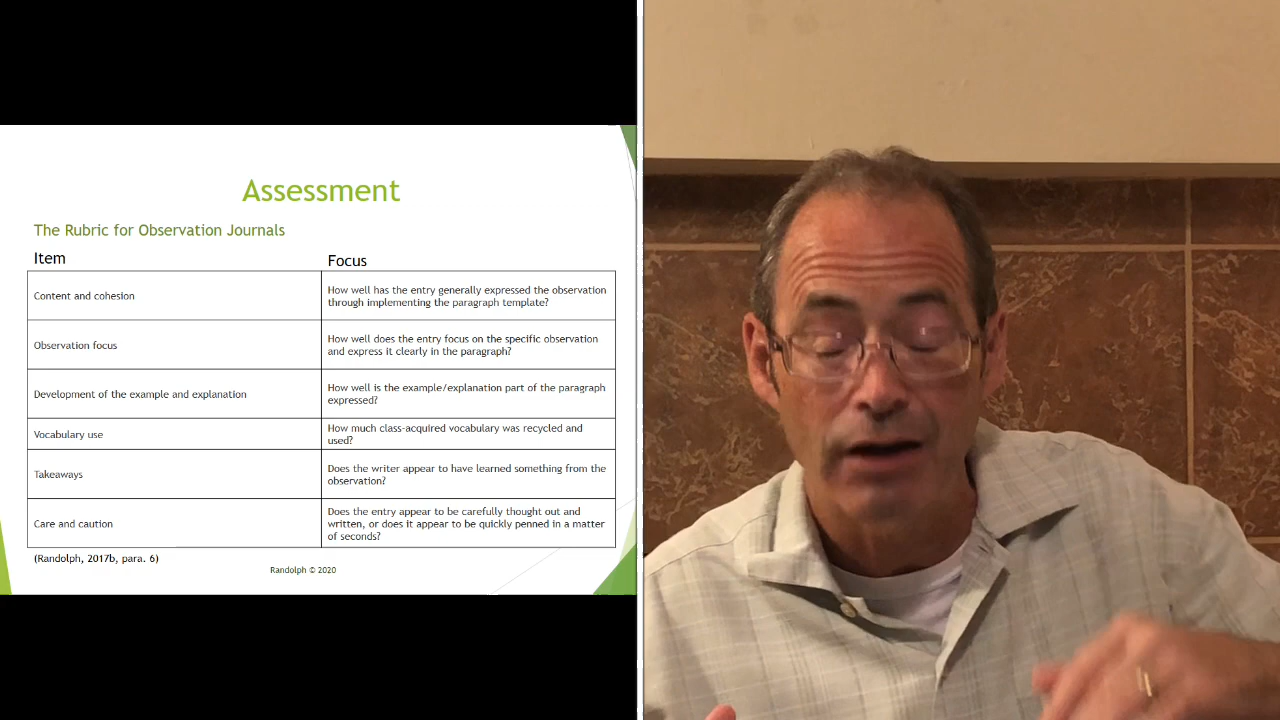 Assessment
The Rubric for Observation Journals
Item
Focus
Content and cohesion
How well has the entry generally expressed the observation
through implementing the paragraph template?
Observation focus
How well does the entry focus on the specific observation
and express it clearly in the paragraph?
Development of the example and explanation
How well is the example/explanation part of the paragraph
expressed?
Vocabulary use
How much class-acquired vocabulary was recycled and
used?
Takeaways
Does the writer appear to have learned something from the
observation?
Care and caution
Does the entry appear to be carefully thought out and
written, or does it appear to be quickly penned in a matter
of seconds?
(Randolph, 2017b, para. 6)
Randolph © 2020